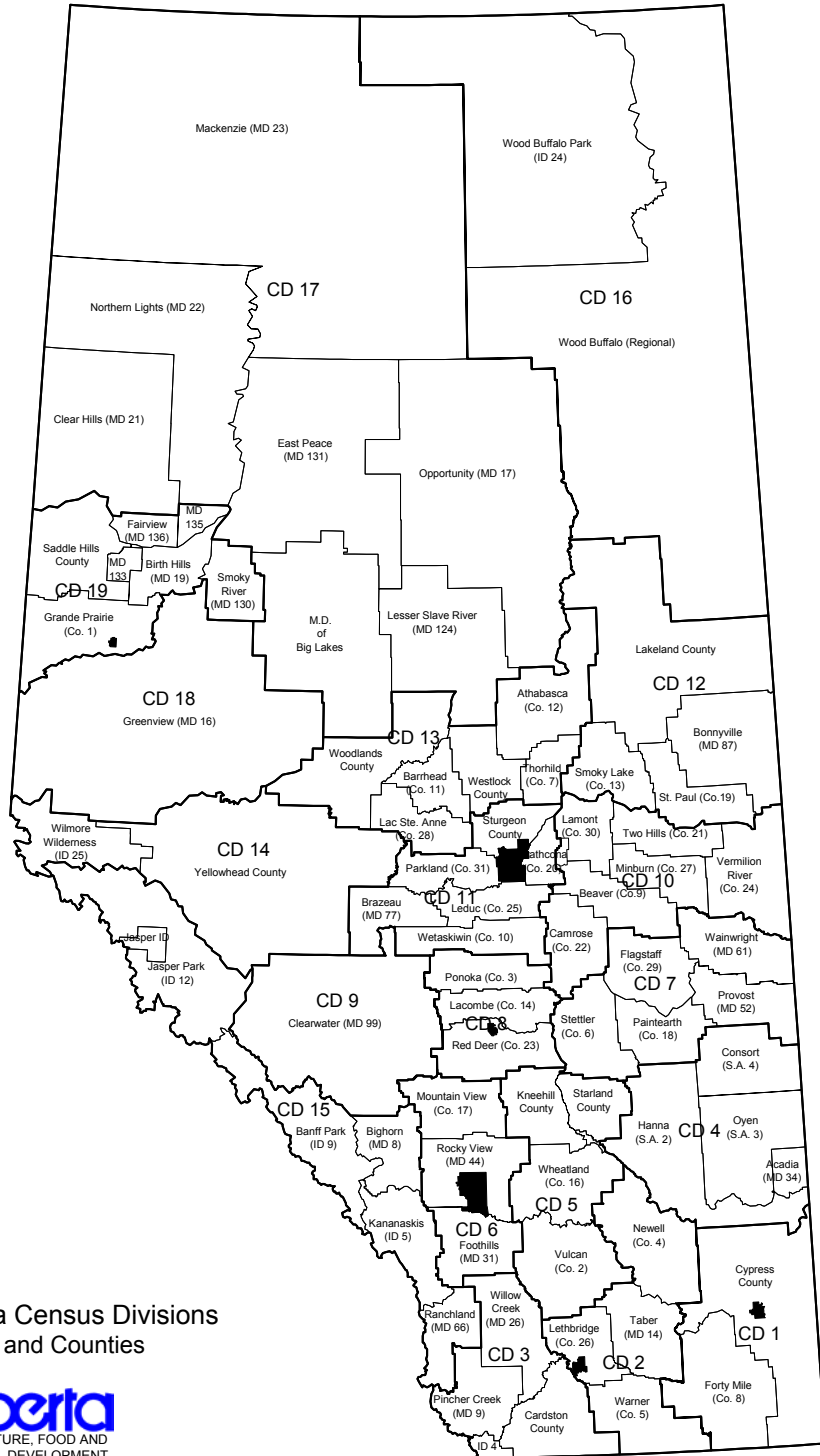 Mackenzie (MD 23)
Wood Buffalo Park
(ID 24)
CD 17
CD 16
Northern Lights (MD 22)
Wood Buffalo (Regional)
Clear Hills (MD 21)
East Peace
(MD 131)
Opportunity (MD 17)
MD
135
Fairview
(MD 136)
Saddle Hills
County
MD
133
Birth Hills
(MD 19)
CD 19
Smoky
River
(MD 130)
Grande Prairie
(Co. 1)
M.D.
of
Big Lakes
Lesser Slave River
(MD 124)
Lakeland County
CD 12
CD 18
Greenview (MD 16)
Athabasca
(Co. 12)
Bonnyville
(MD 87)
CD 13
Woodlands
County
Barrhead
(Co. 11)
Westlock
County
Thorhild
(Co. 7)
Smoky Lake
(Co. 13)
St. Paul (Co.19)
Wilmore
Wilderness
(ID 25)
CD 14
Yellowhead County
Lac Ste. Anne
(Co. 28)
Sturgeon
County
Lamont
(Co. 30)
Two Hills (Co. 21)
Parkland (Co. 31)
Minburn (Co. 27)
Vermilion
River
(Co. 24)
CD 10
Beaver (Co.9)
Brazeau
(MD 77)
CD 11
Leduc (Co. 25)
Wetaskiwin (Co. 10)
Camrose
(Co. 22)
Wainwright
(MD 61)
Jasper ID
Jasper Park
(ID 12)
Flagstaff
(Co. 29)
CD 7
CD 9
Clearwater (MD 99)
Ponoka (Co. 3)
Lacombe (Co. 14)
CD 8
Red Deer (Co. 23)
Stettler
(Co. 6)
Paintearth
(Co. 18)
Provost
(MD 52)
Consort
(S.A. 4)
CD 15
Banff Park
(ID 9)
Bighorn
(MD 8)
Mountain View
(Co. 17)
Kneehill
County
Starland
County
Hanna
(S.A. 2)
CD 4
Oyen
(S.A. 3)
Acadia
(MD 34)
Rocky View
(MD 44)
Wheatland
(Co. 16)
CD 5
Kananaskis
(ID 5)
CD 6
Foothills
(MD 31)
Vulcan
(Co. 2)
Newell
(Co. 4)
Cypress
County
CD 1
Ranchland
(MD 66)
Willow
Creek
(MD 26)
CD 3
Lethbridge
(Co. 26)
Taber
(MD 14)
CD 2
Forty Mile
(Co. 8)
Pincher Creek
(MD 9)
Cardston
County
Warner
(Co. 5)
ID 4
a Census Divisions
and Counties
berta
TURE, FOOD AND
DEVELOPMENT